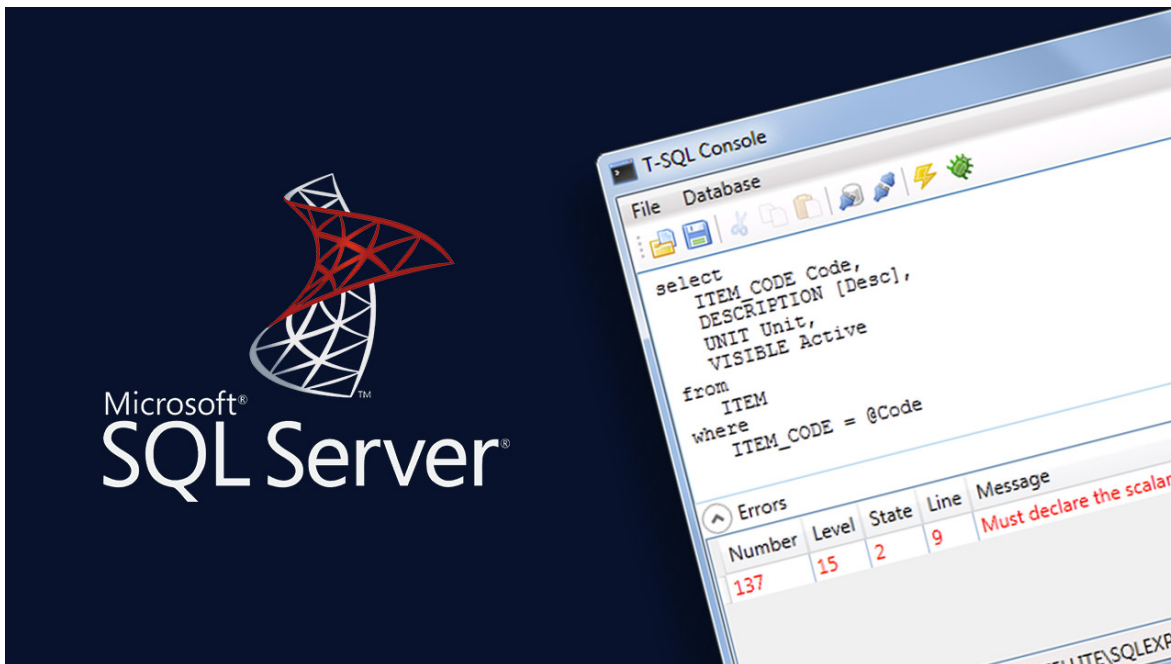 Microsoft®
SQL Server®
TM
T-SQL Console
File Database
select
ITEM_CODE Code,
DESCRIPTION [Desc],
UNIT Unit,
VISIBLE Active
from
ITEM
where
ITEM_CODE = @Code
Errors
Number Level State Line Message
137 15 2 9 Must declare the scalar